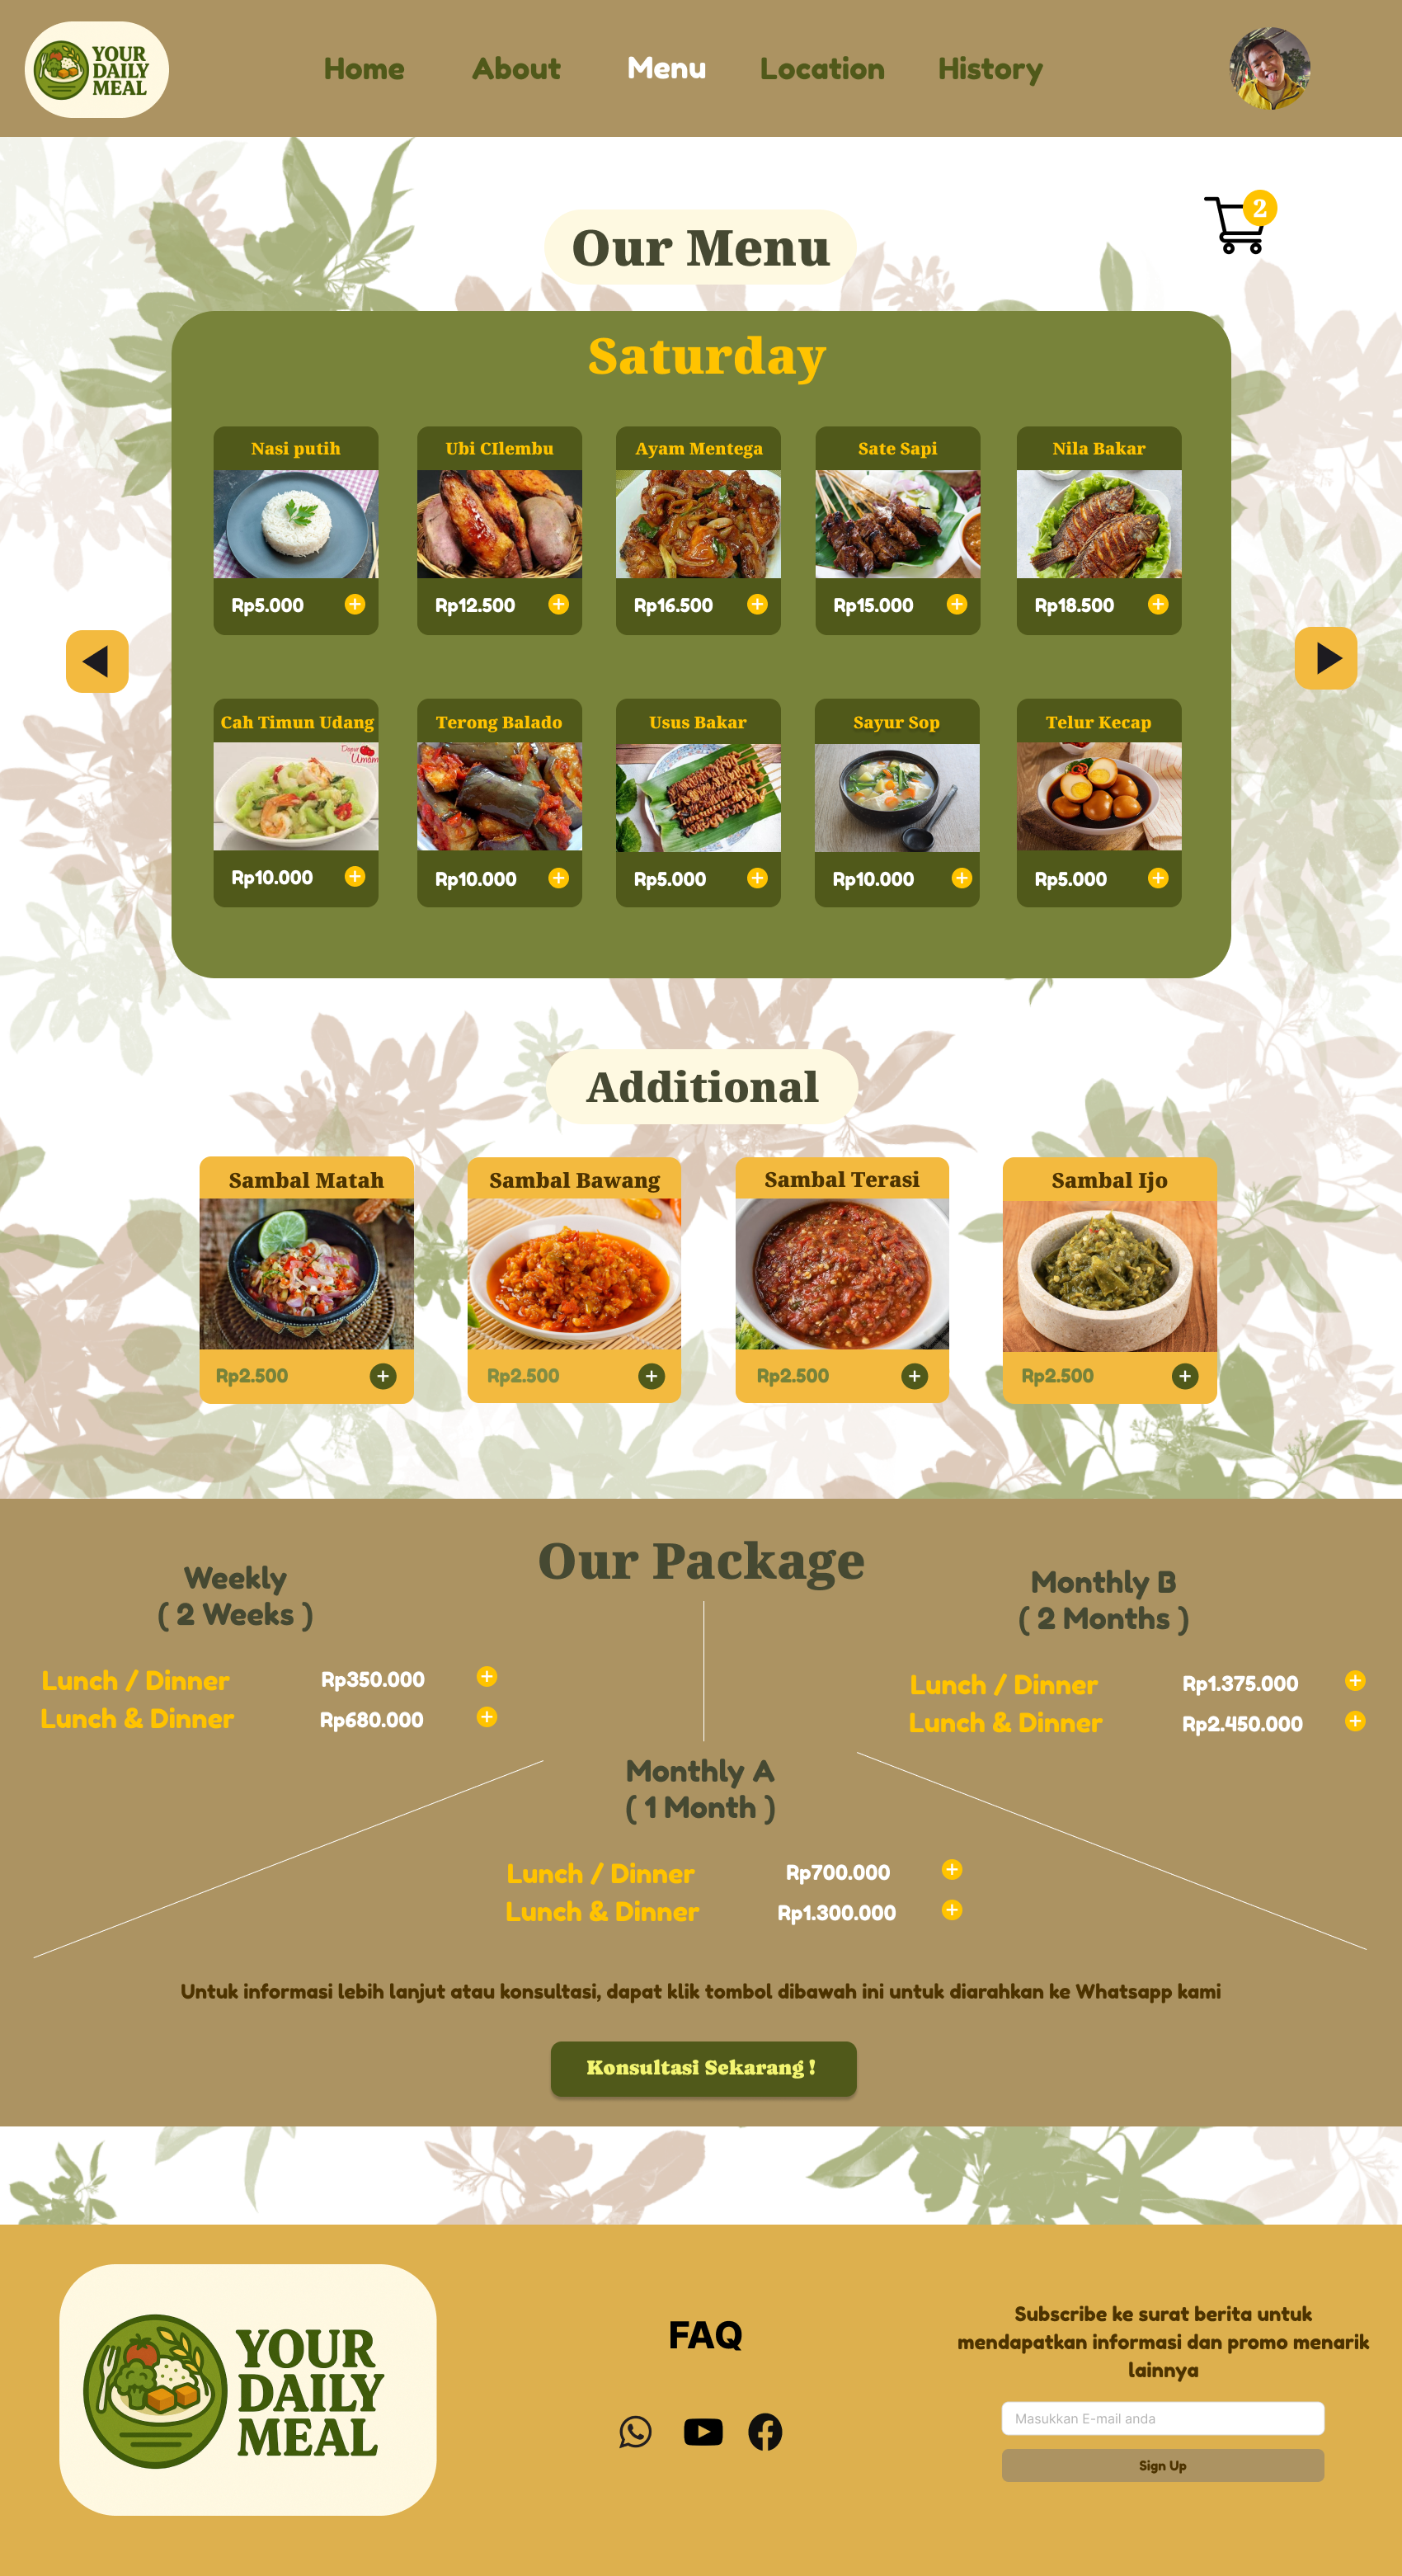 YOUR
DAILY
MEAL
Home
About
Menu
Location
History
2
Our Menu
Saturday
Nasi putih
Ubi CIlembu
Ayam Mentega
Sate Sapi
Nila Bakar
Rp5.000
Rp12.500
Rp16.500
Rp15.000
Rp18.500
Cah Timun Udang
Terong Balado
Usus Bakar
Sayur Sop
Telur Kecap
Dapur
Umami
Rp10.000
Rp10.000
Rp5.000
Rp10.000
Rp5.000
Additional
Sambal Matah
Sambal Bawang
Sambal Terasi
Sambal Ijo
Rp2.500
Rp2.500
Rp2.500
Rp2.500
Our Package
Weekly
( 2 Weeks )
Lunch / Dinner Rp350.000
Lunch & Dinner Rp680.000
Monthly B
( 2 Months )
Lunch / Dinner Rp1.375.000
Lunch & Dinner Rp2.450.000
Monthly A
( 1 Month )
Lunch / Dinner Rp700.000
Lunch & Dinner Rp1.300.000
Untuk informasi lebih lanjut atau konsultasi, dapat klik tombol dibawah ini untuk diarahkan ke Whatsapp kami
Konsultasi Sekarang !
YOUR
DAILY
MEAL
FAQ
Subscribe ke surat berita untuk
mendapatkan informasi dan promo menarik
lainnya
Masukkan E-mail anda
Sign Up